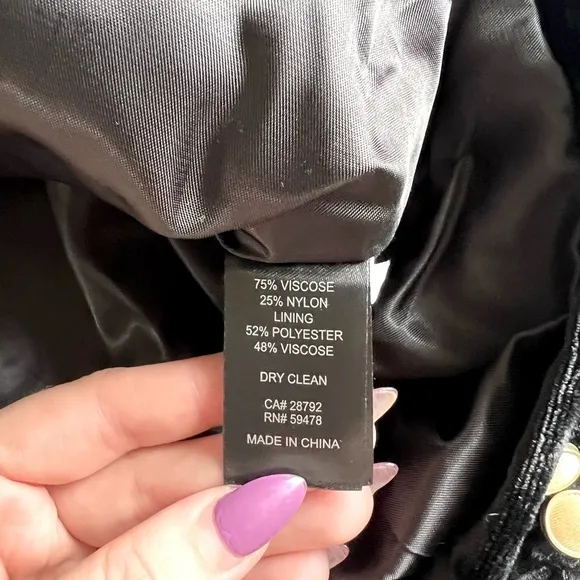 75% VISCOSE
25% NYLON
LINING
52% POLYESTER
48% VISCOSE
DRY CLEAN
CA# 28792
RN# 59478
MADE IN CHINA